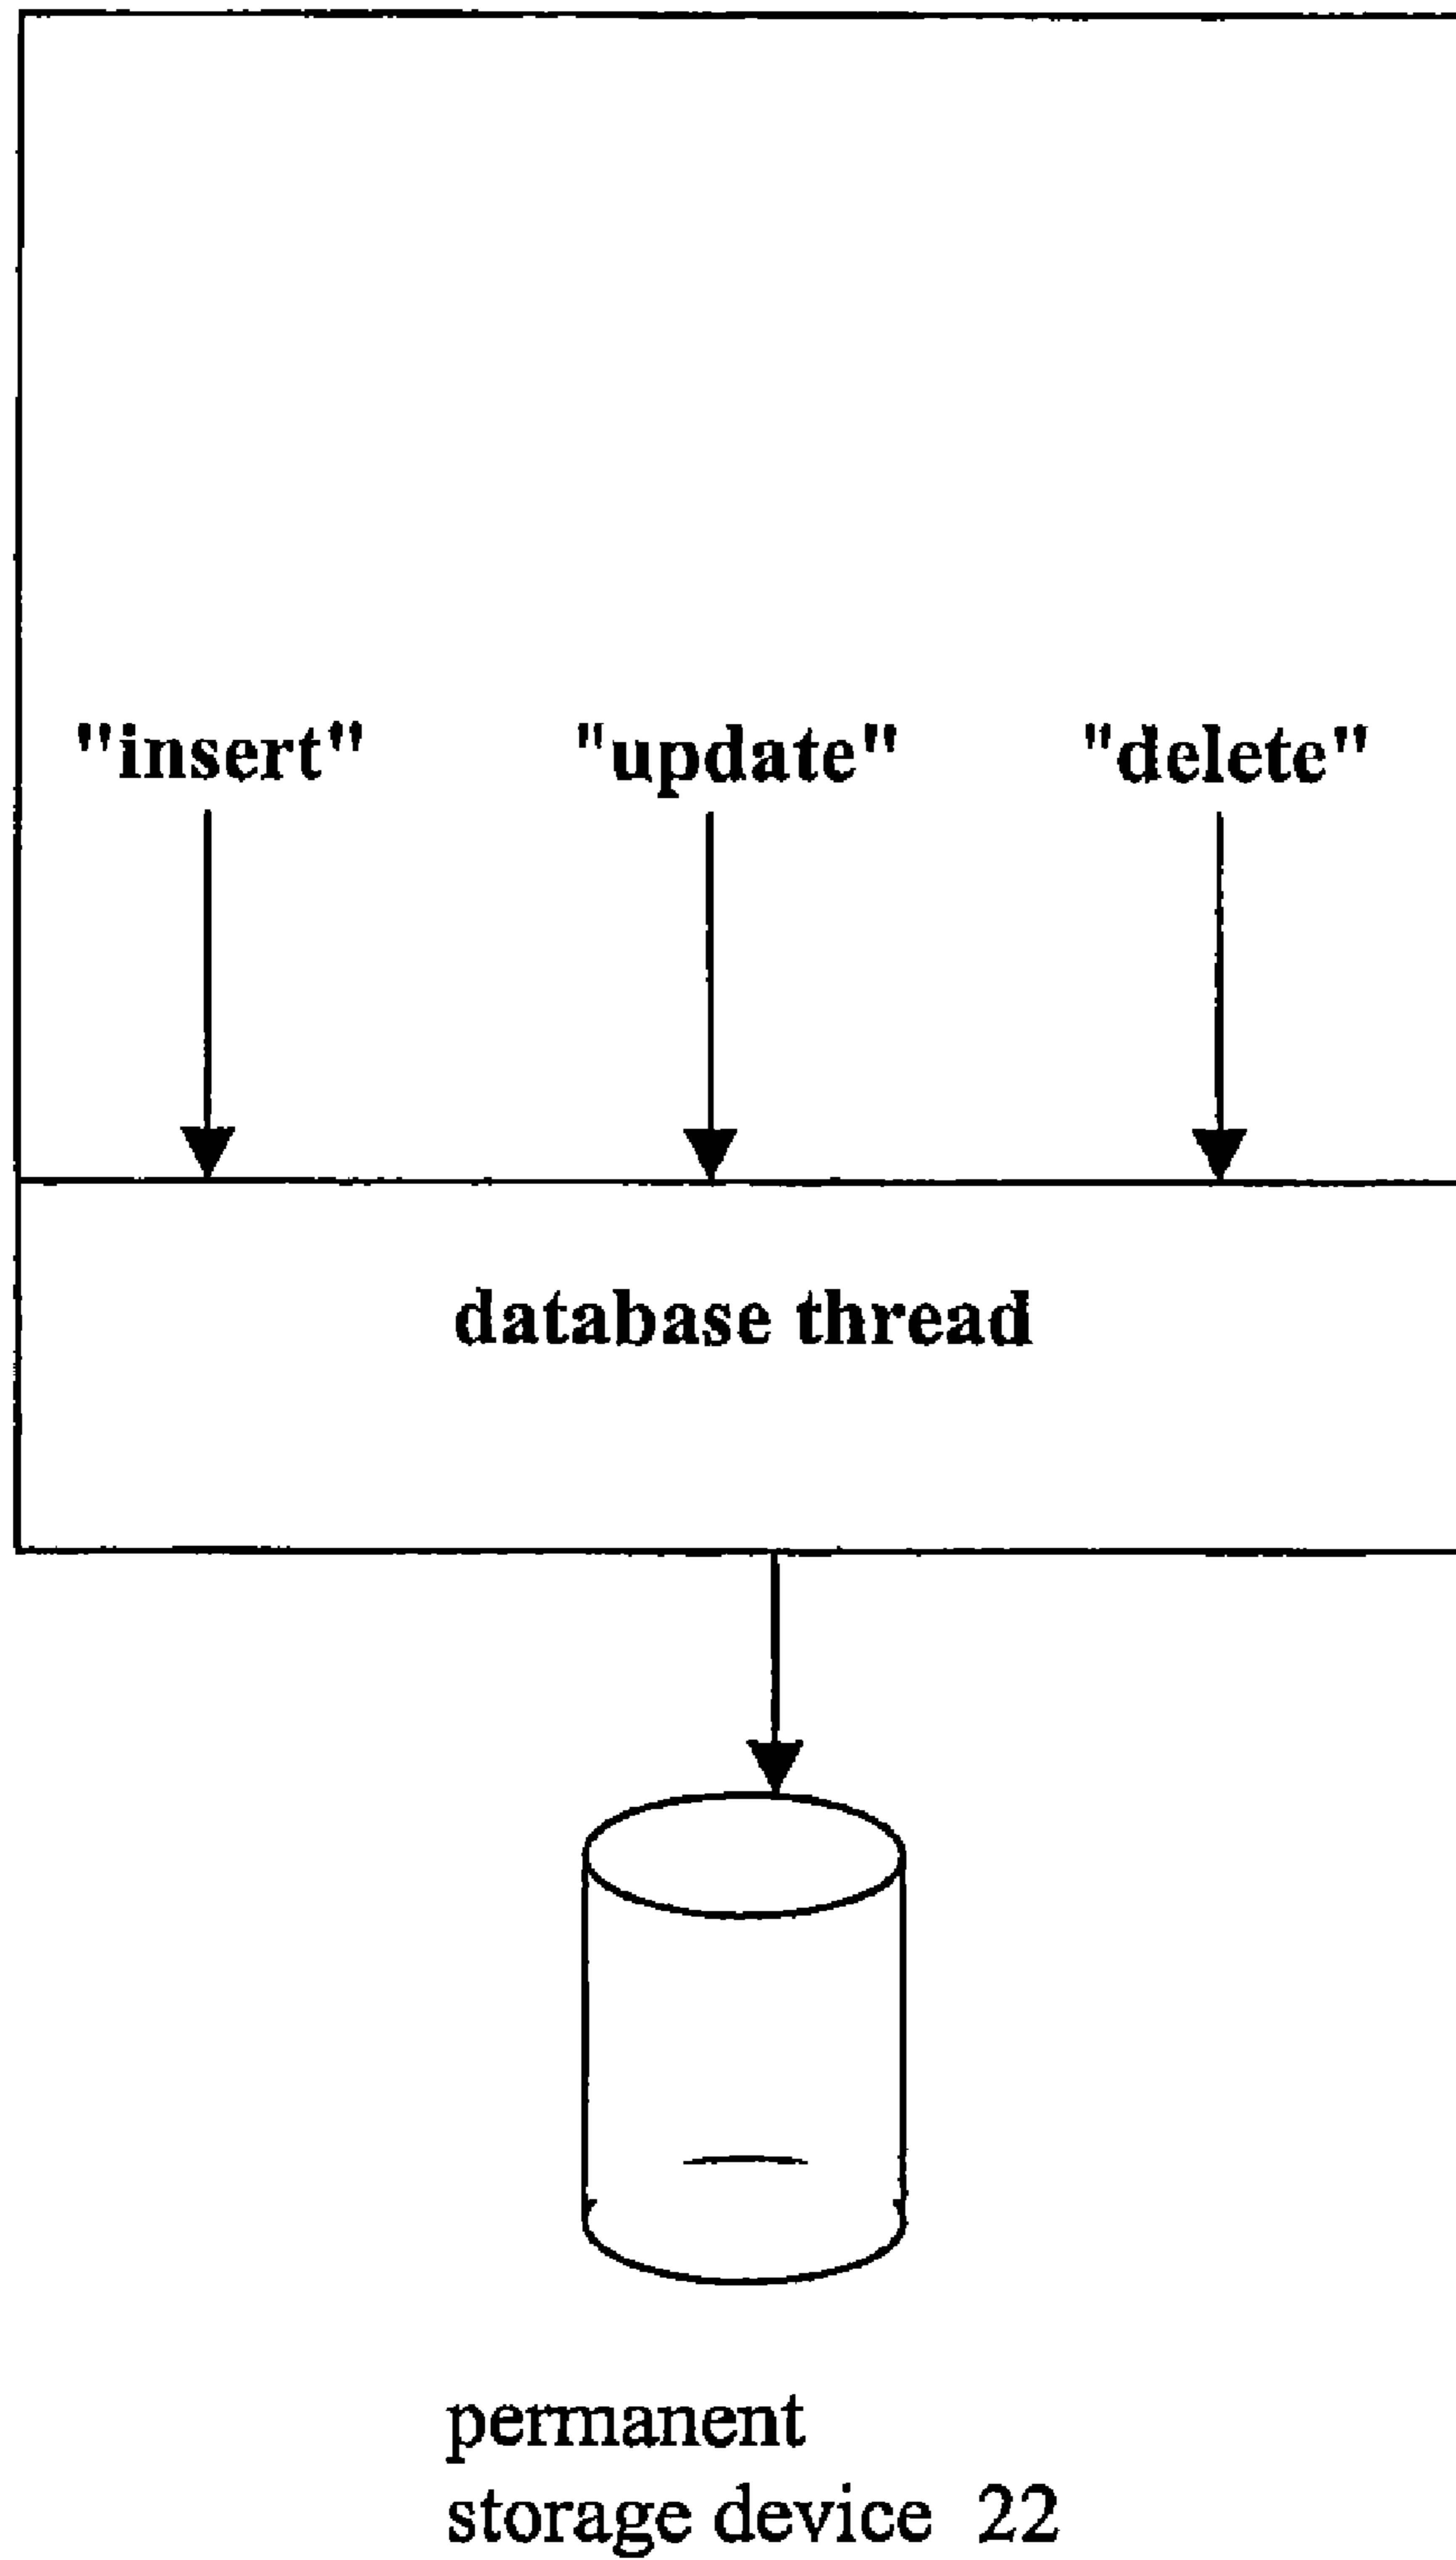 "insert" "update" "delete"
database thread
permanent
storage device 22